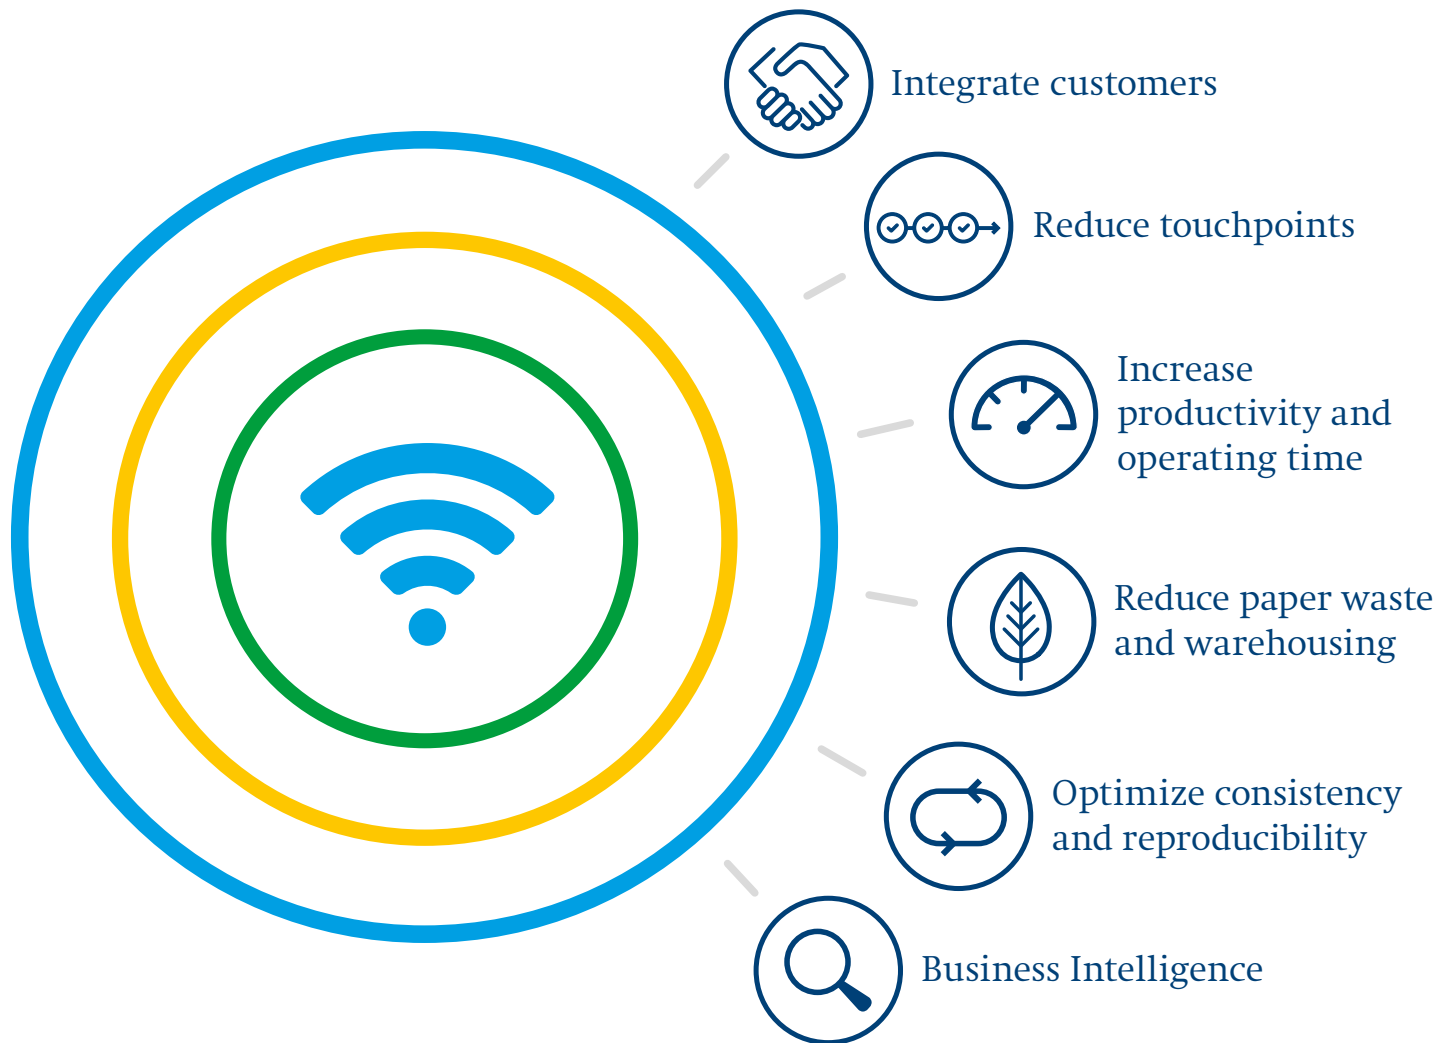 Integrate customers
Reduce touchpoints
Increase
productivity and
operating time
Reduce paper waste
and warehousing
Optimize consistency
and reproducibility
Business Intelligence